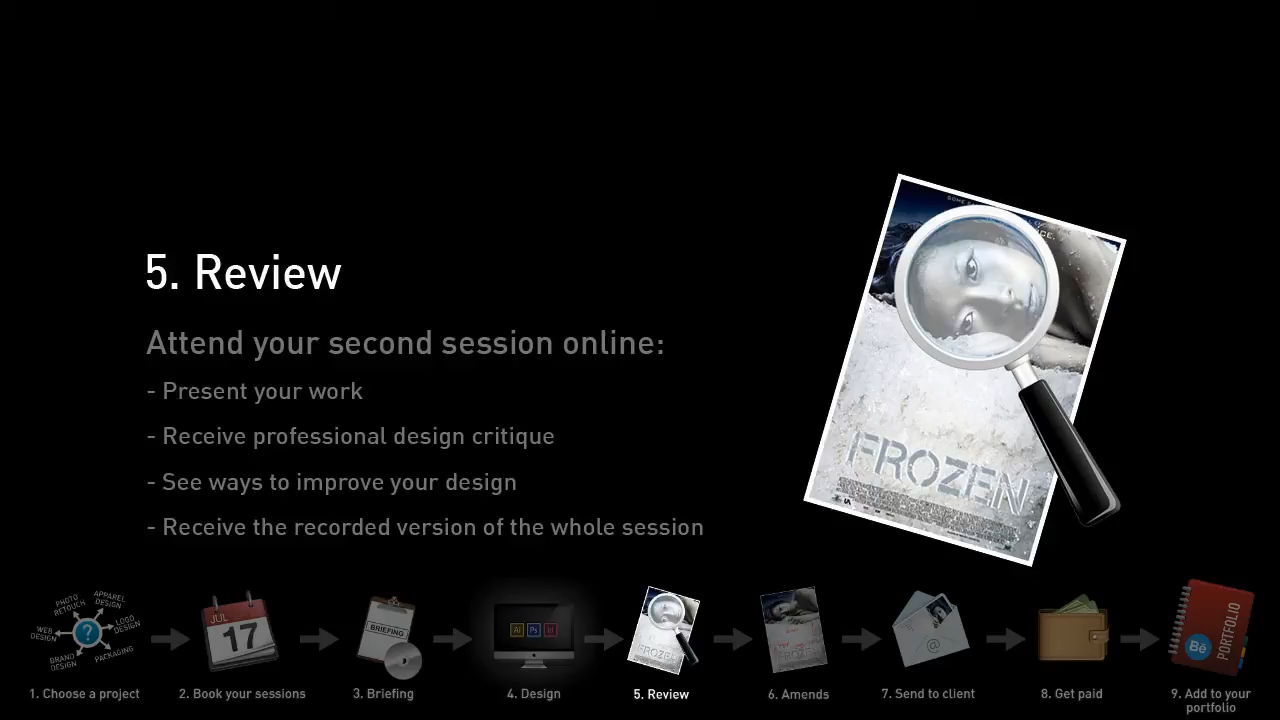 5. Review
Attend your second session online:
- Present your work
- Receive professional design critique
- See ways to improve your design
- Receive the recorded version of the whole session
FROZEN
PHOTO
RETOUCH
APPAREL
DESIGN
WEB
DESIGN
?
LOGO
DESIGN
BRAND
DESIGN
PACKAGING
JUL
17
BRIEFING
Ai Ps Id
FROZEN
FROZEN
@
Bē
PORTFOLIO
1. Choose a project
2. Book your sessions
3. Briefing
4. Design
5. Review
6. Amends
7. Send to client
8. Get paid
9. Add to your
portfolio